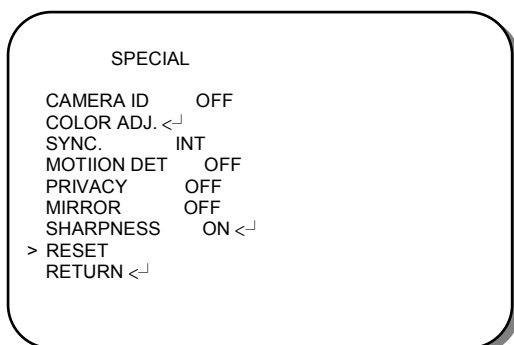 SPECIAL
CAMERA ID OFF
COLOR ADJ. <┘
SYNC. INT
MOTIION DET OFF
PRIVACY OFF
MIRROR OFF
SHARPNESS ON <┘
> RESET
RETURN <┘